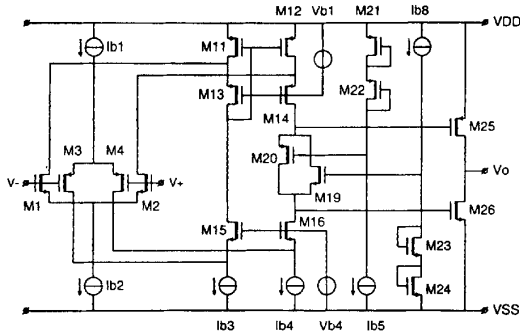 M12 Vb1 M21 Ib8
VDD
Ib1 M11
M13 M22
M14
M3 M4 M20 M25
V- V+ Vo
M1 M2 M19
M15 M16 M26
M23
Ib2 M24
VSS
Ib3 Ib4 Vb4 Ib5